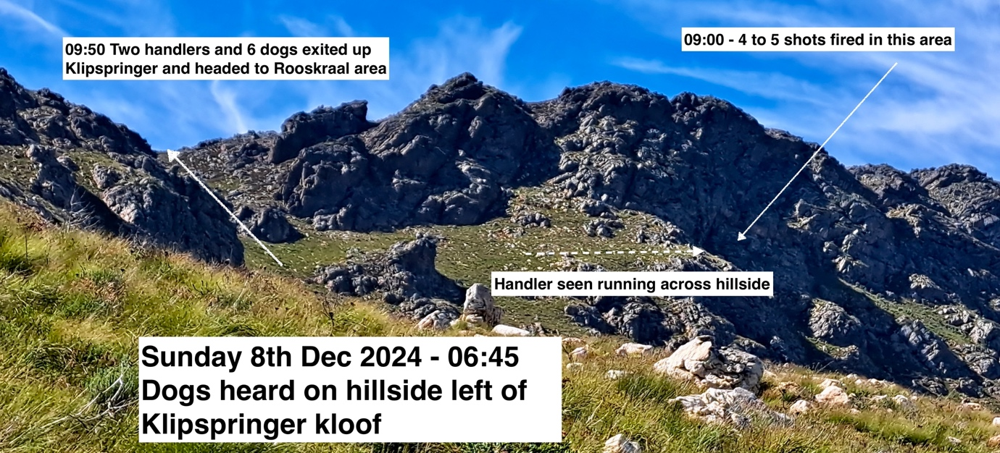 09:50 Two handlers and 6 dogs exited up
Klipspringer and headed to Rooskraal area
09:00 - 4 to 5 shots fired in this area
Handler seen running across hillside
Sunday 8th Dec 2024 - 06:45
Dogs heard on hillside left of
Klipspringer kloof